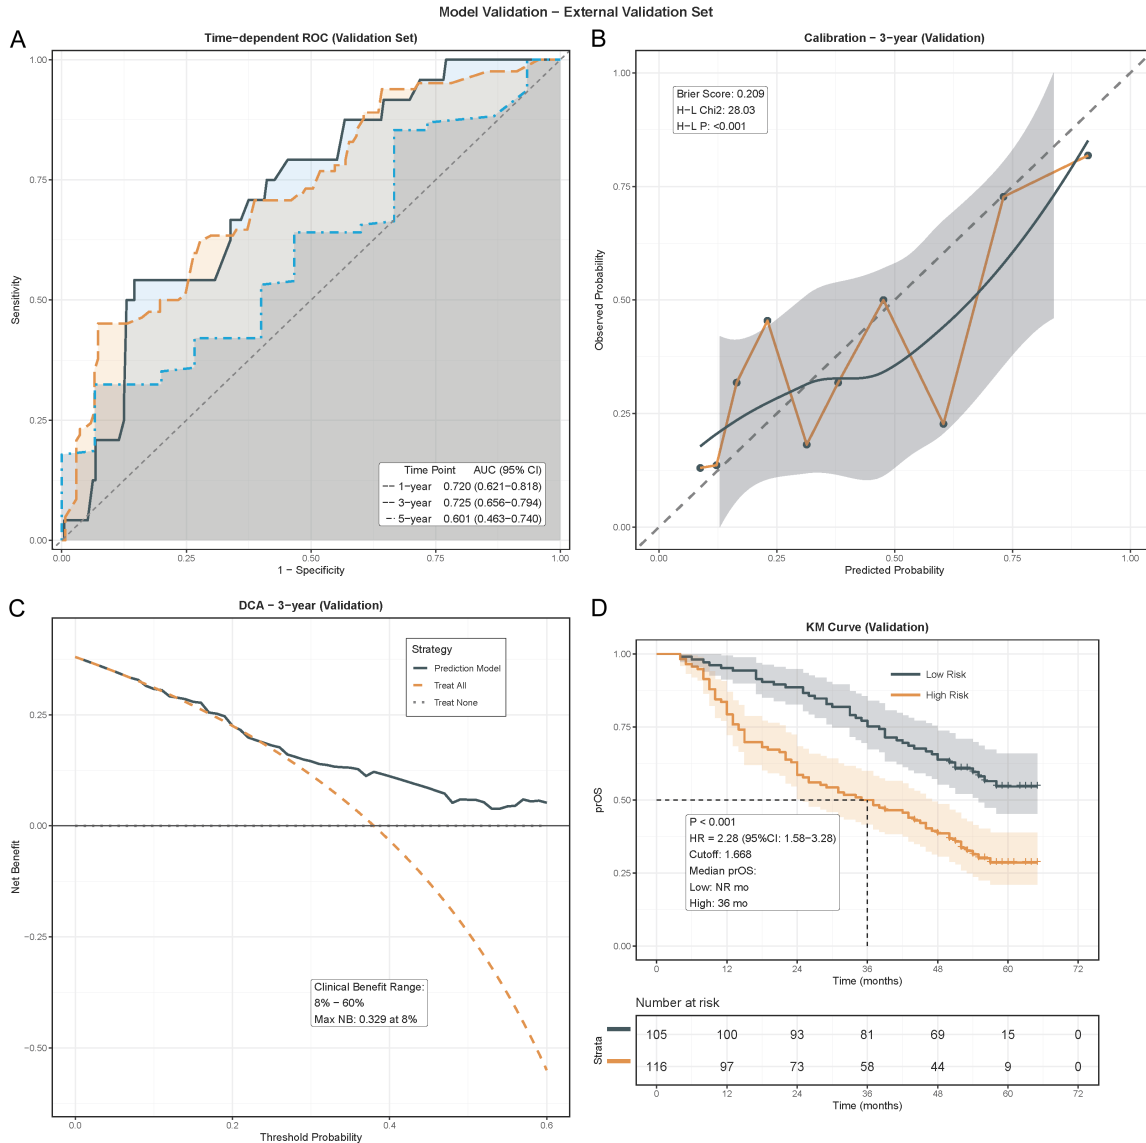 Model Validation − External Validation Set
A
Time−dependent ROC (Validation Set)
1.00
0.75
0.50
0.25
0.00
Sensitivity
Time Point AUC (95% CI)
1−year 0.720 (0.621−0.818)
3−year 0.725 (0.656−0.794)
5−year 0.601 (0.463−0.740)
0.00 0.25 0.50 0.75 1.00
1 − Specificity
B
Calibration − 3−year (Validation)
Brier Score: 0.209
H−L Chi2: 28.03
H−L P: <0.001
1.00
0.75
0.50
0.25
0.00
Observed Probability
0.00 0.25 0.50 0.75 1.00
Predicted Probability
C
DCA − 3−year (Validation)
Strategy
Prediction Model
Treat All
Treat None
0.25
0.00
−0.25
−0.50
Net Benefit
Clinical Benefit Range:
8% − 60%
Max NB: 0.329 at 8%
0.0 0.2 0.4 0.6
Threshold Probability
D
KM Curve (Validation)
Low Risk
High Risk
1.00
0.75
0.50
0.25
0.00
prOS
P < 0.001
HR = 2.28 (95%CI: 1.58−3.28)
Cutoff: 1.668
Median prOS:
Low: NR mo
High: 36 mo
0 12 24 36 48 60 72
Time (months)
Number at risk
Strata
105 100 93 81 69 15 0
116 97 73 58 44 9 0
0 12 24 36 48 60 72
Time (months)